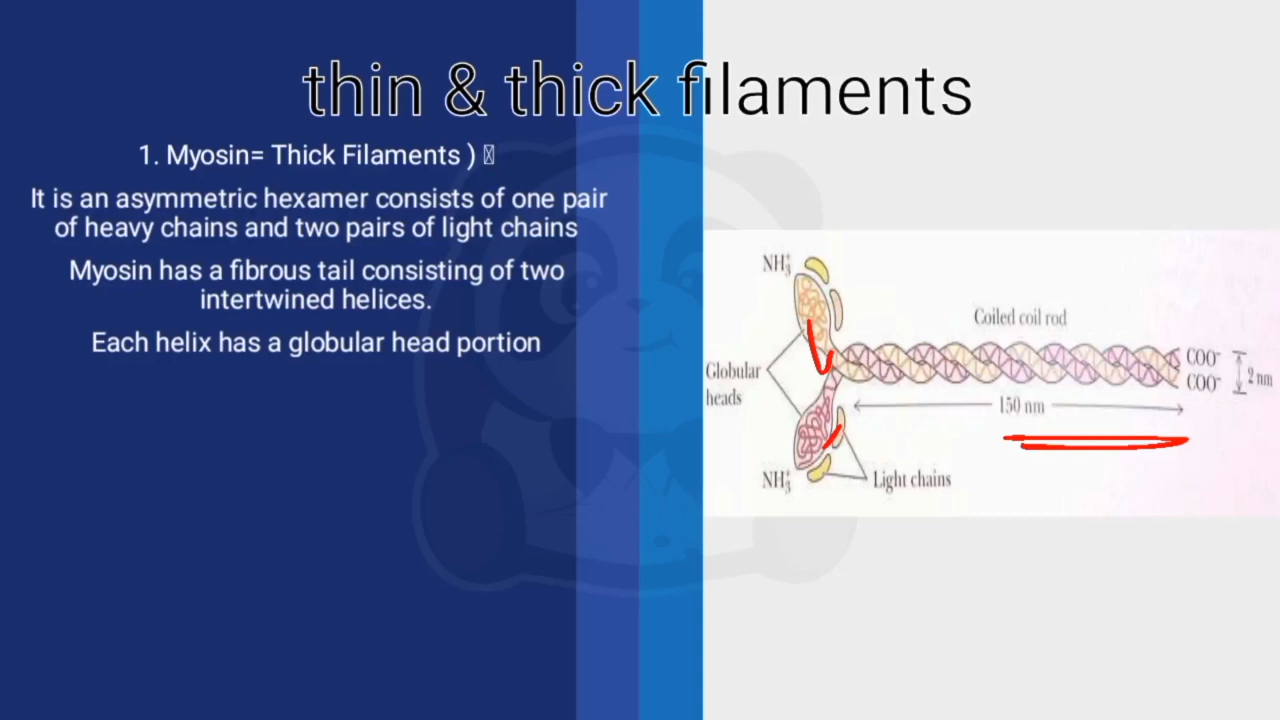 thin & thick filaments
1. Myosin= Thick Filaments )
It is an asymmetric hexamer consists of one pair
of heavy chains and two pairs of light chains
Myosin has a fibrous tail consisting of two
intertwined helices.
Each helix has a globular head portion
NH₃⁺
Coiled coil rod
Globular
heads
COO⁻
COO⁻
2 nm
150 nm
NH₃⁺
Light chains